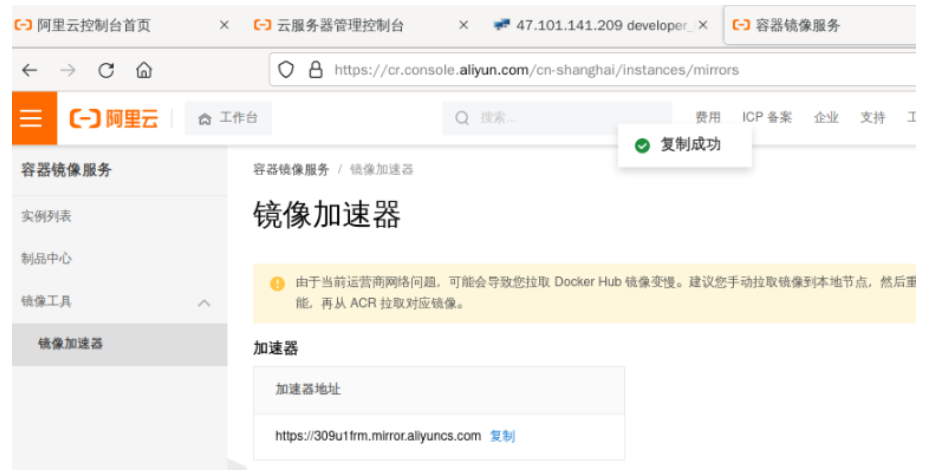 阿里云控制台首页 × 云服务器管理控制台 × 47.101.141.209 developer_ × 容器镜像服务
https://cr.console.aliyun.com/cn-shanghai/instances/mirrors
阿里云 工作台 搜索... 费用 ICP 备案 企业 支持 工
复制成功
容器镜像服务
实例列表
制品中心
镜像工具
镜像加速器
容器镜像服务 / 镜像加速器
镜像加速器
由于当前运营商网络问题，可能会导致您拉取 Docker Hub 镜像变慢。建议您手动拉取镜像到本地节点，然后重
能，再从 ACR 拉取对应镜像。
加速器
加速器地址
https://309u1frm.mirror.aliyuncs.com 复制